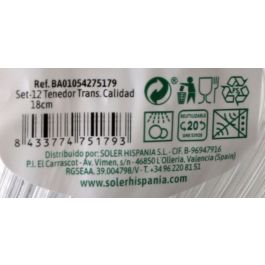 Ref. BA01054275179
Set-12 Tenedor Trans. Calidad
18cm
8 433774 751793
REUTILIZABLE
20
Distribuido por: SOLER HISPANIA S.L.- CIF. B-96947916
P.I. El Carrascot - Av. Vimen, s/n - 46850 L´Olleria, Valencia (Spain)
RGSEAA. 39.004798/V - T. +34 96 220 81 51
www.solerhispania.com